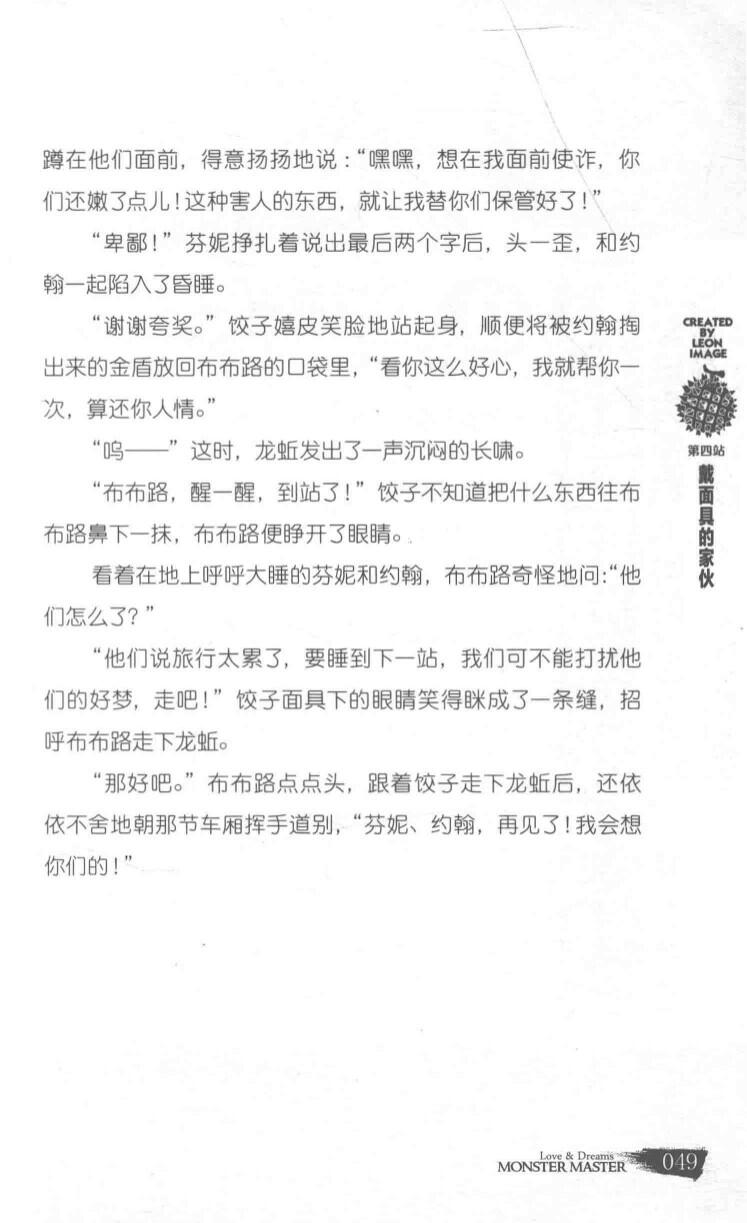 蹲在他们面前，得意扬扬地说：“嘿嘿，想在我面前使诈，你
们还嫩了点儿！这种害人的东西，就让我替你们保管好了！”
“卑鄙！”芬妮挣扎着说出最后两个字后，头一歪，和约
翰一起陷入了昏睡。
“谢谢夸奖。”饺子嬉皮笑脸地站起身，顺便将被约翰掏
出来的金盾放回布布路的口袋里，“看你这么好心，我就帮你一
次，算还你人情。”
“呜——”这时，龙蚯发出了一声沉闷的长啸。
“布布路，醒一醒，到站了！”饺子不知道把什么东西往布
布路鼻下一抹，布布路便睁开了眼睛。
看着在地上呼呼大睡的芬妮和约翰，布布路奇怪地问：“他
们怎么了？”
“他们说旅行太累了，要睡到下一站，我们可不能打扰他
们的好梦，走吧！”饺子面具下的眼睛笑得眯成了一条缝，招
呼布布路走下龙蚯。
“那好吧。”布布路点点头，跟着饺子走下龙蚯后，还依
依不舍地朝那节车厢挥手道别，“芬妮、约翰，再见了！我会想
你们的！”
CREATED
BY
LEON
IMAGE
第四站
戴面具的家伙
Love & Dreams
MONSTER MASTER
049